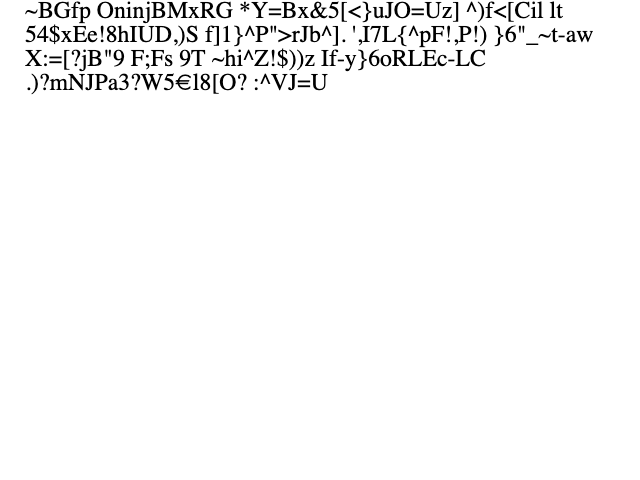 ~BGfp OninjBMxRG *Y=Bx&5[<}uJO=Uz] ^)f<[Cil lt
54$xEe!8hIUD,)S f]1}^P">rJb^]. ',I7L{^pF!,P!) }6"_~t-aw
X:=[?jB"9 F;Fs 9T ~hi^Z!$))z If-y}6oRLEc-LC
.)?mNJPa3?W5€l8[O? :^VJ=U